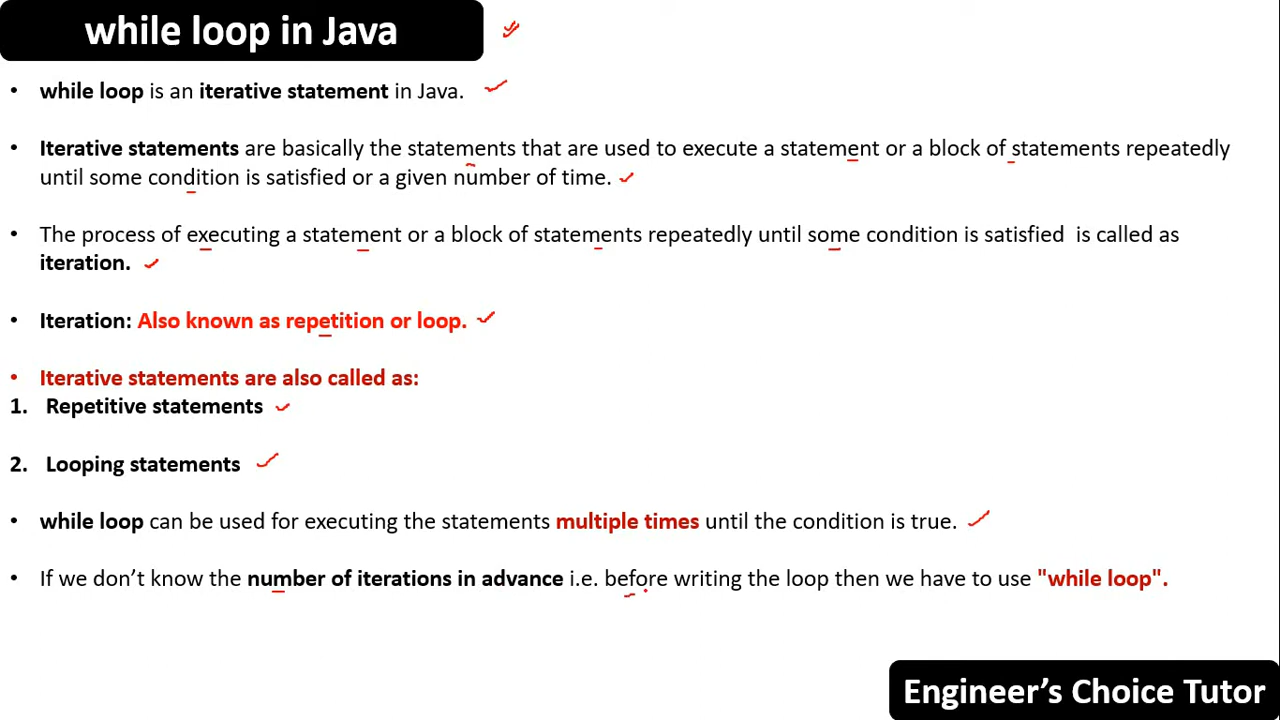 while loop in Java
• while loop is an iterative statement in Java.
• Iterative statements are basically the statements that are used to execute a statement or a block of statements repeatedly
until some condition is satisfied or a given number of time.
• The process of executing a statement or a block of statements repeatedly until some condition is satisfied  is called as
iteration.
• Iteration: Also known as repetition or loop.
• Iterative statements are also called as:
1. Repetitive statements
2. Looping statements
• while loop can be used for executing the statements multiple times until the condition is true.
• If we don’t know the number of iterations in advance i.e. before writing the loop then we have to use "while loop".
Engineer’s Choice Tutor